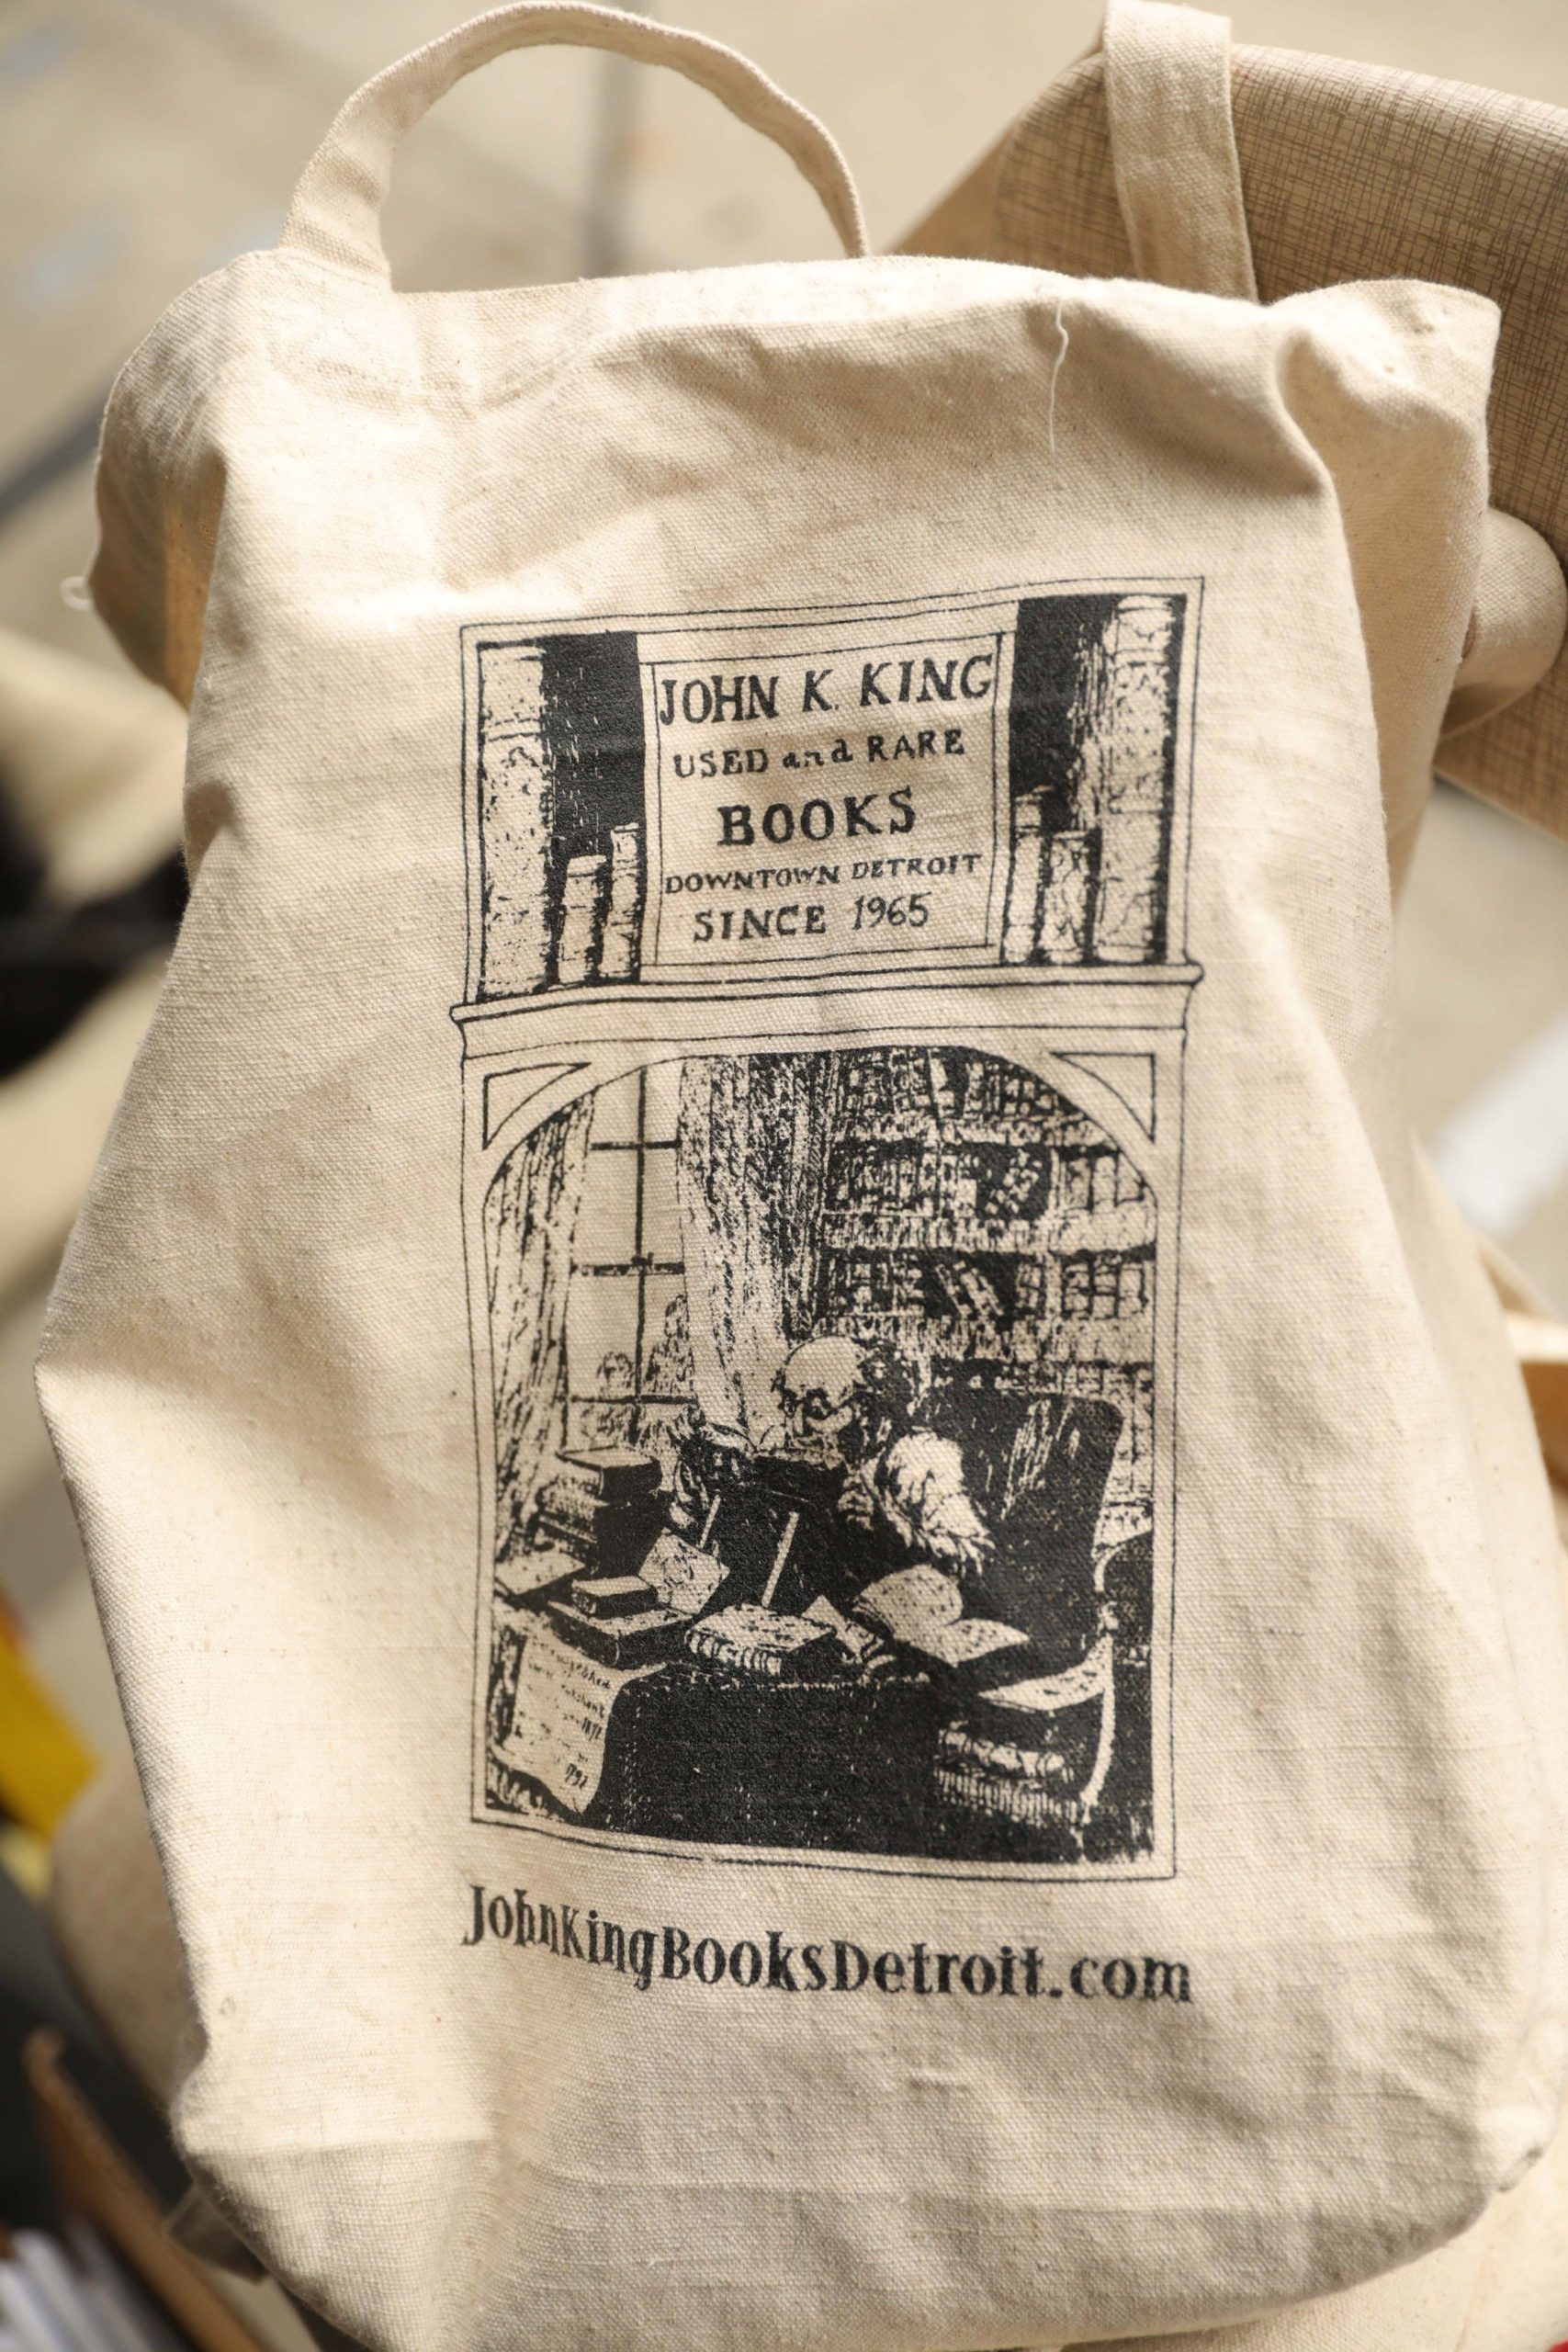 JOHN K. KING
USED and RARE
BOOKS
DOWNTOWN DETROIT
SINCE 1965
JohnKingBooksDetroit.com